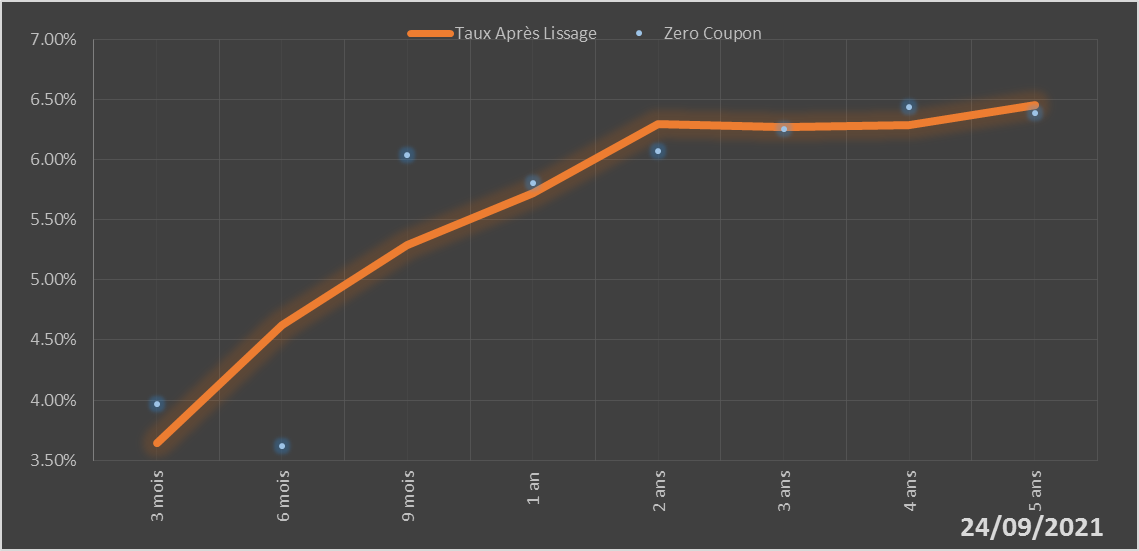 Taux Après Lissage Zero Coupon
7.00%
6.50%
6.00%
5.50%
5.00%
4.50%
4.00%
3.50%
3 mois
6 mois
9 mois
1 an
2 ans
3 ans
4 ans
5 ans
24/09/2021